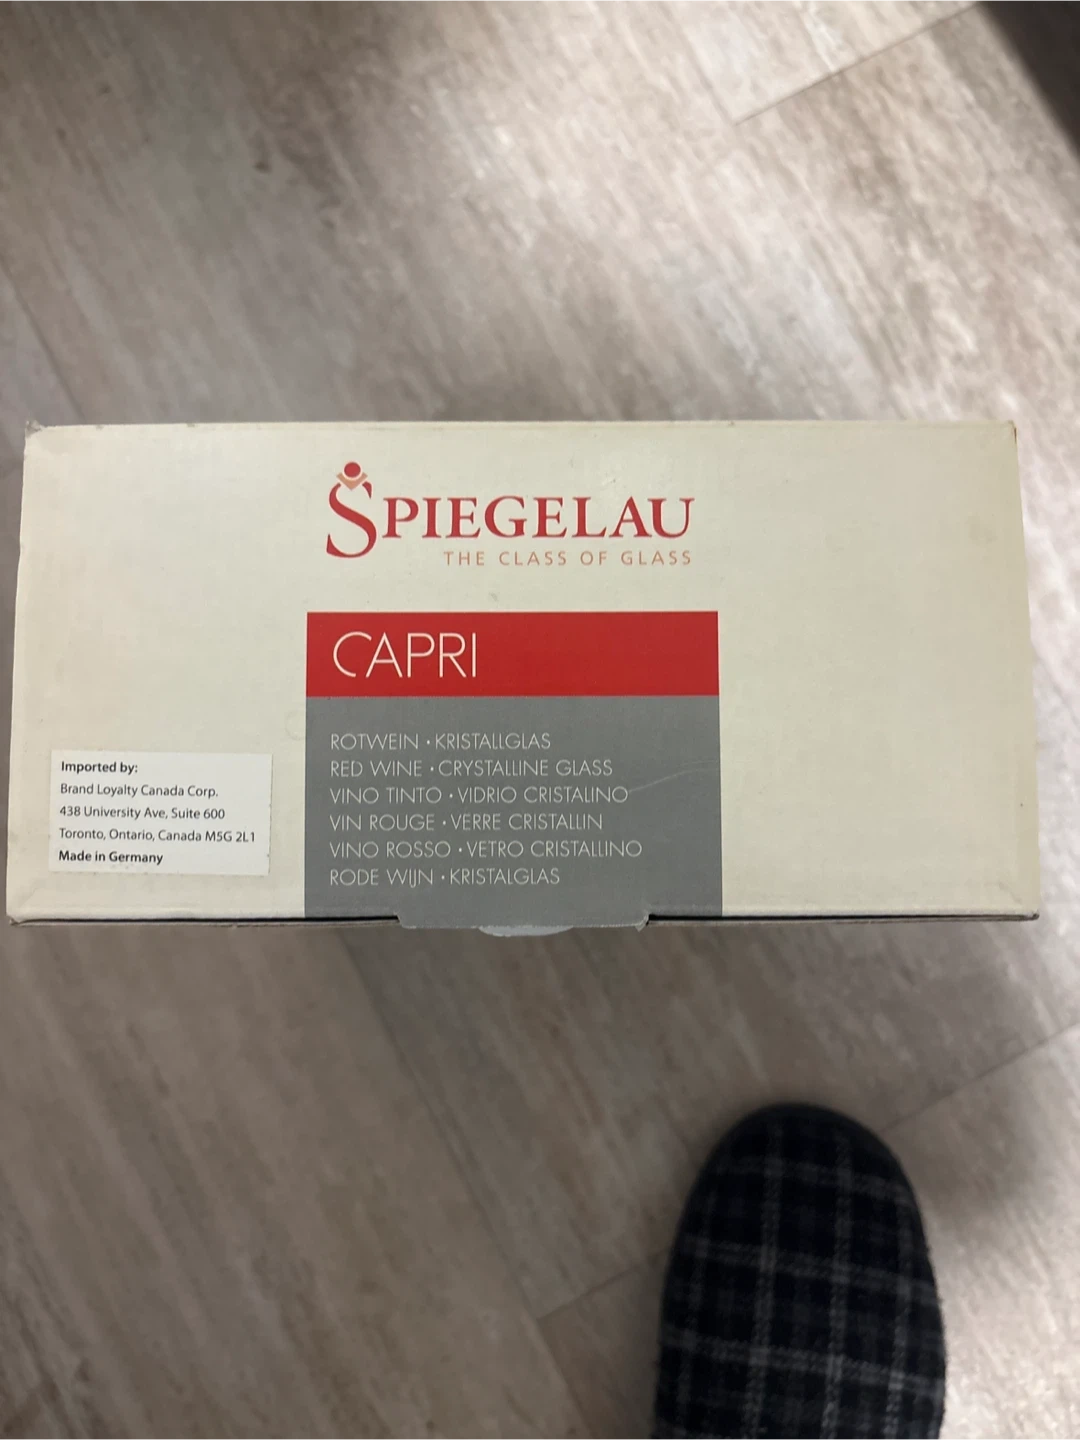 SPIEGELAU
THE CLASS OF GLASS
CAPRI
ROTWEIN · KRISTALLGLAS
RED WINE · CRYSTALLINE GLASS
VINO TINTO · VIDRIO CRISTALINO
VIN ROUGE · VERRE CRISTALLIN
VINO ROSSO · VETRO CRISTALLINO
RODE WIJN · KRISTALGLAS
Imported by:
Brand Loyalty Canada Corp.
438 University Ave, Suite 600
Toronto, Ontario, Canada M5G 2L1
Made in Germany